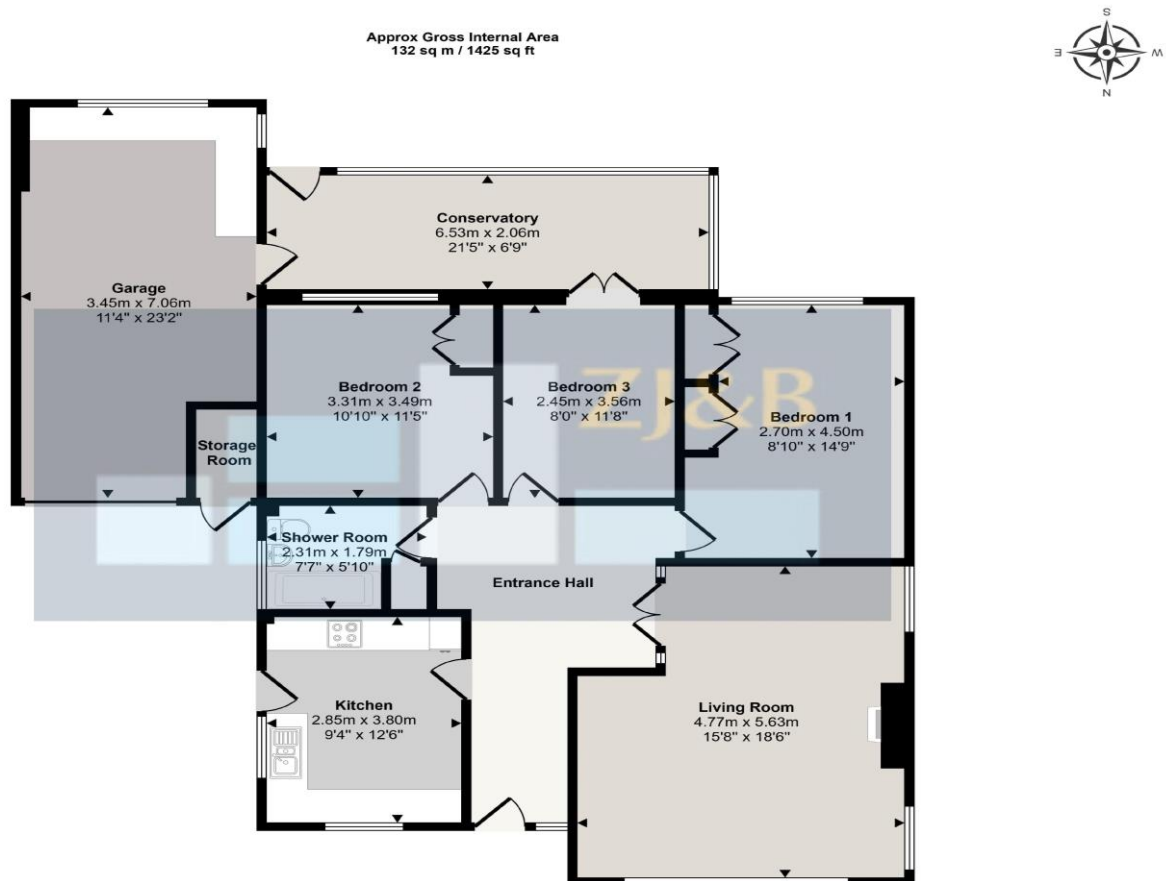 Approx Gross Internal Area
132 sq m / 1425 sq ft
S
E
W
N
Conservatory
6.53m x 2.06m
21'5" x 6'9"
Garage
3.45m x 7.06m
11'4" x 23'2"
Bedroom 2
3.31m x 3.49m
10'10" x 11'5"
Bedroom 3
2.45m x 3.56m
8'0" x 11'8"
ZJ&B
Bedroom 1
2.70m x 4.50m
8'10" x 14'9"
Storage
Room
Shower Room
2.31m x 1.79m
7'7" x 5'10"
Entrance Hall
Kitchen
2.85m x 3.80m
9'4" x 12'6"
Living Room
4.77m x 5.63m
15'8" x 18'6"